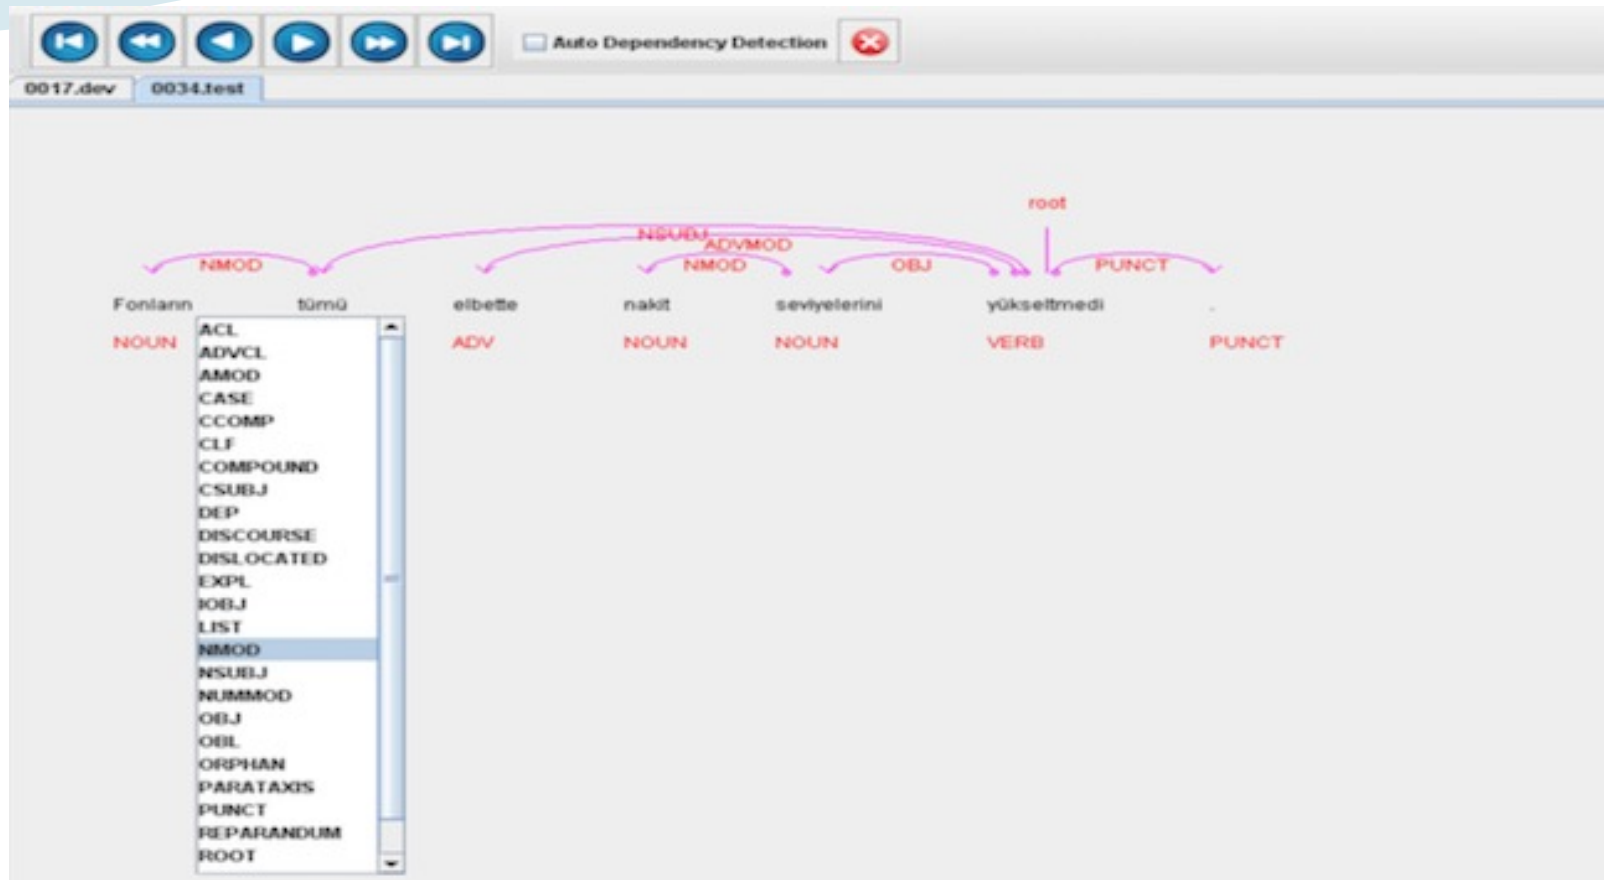 Auto Dependency Detection
0017.dev 0034.test
root
NSUBJ
ADVMOD
NMOD NMOD OBJ PUNCT
Fonların tümü elbette nakit seviyelerini yükseltmedi .
NOUN ADV NOUN NOUN VERB PUNCT
ACL
ADVCL
AMOD
CASE
CCOMP
CLF
COMPOUND
CSUBJ
DEP
DISCOURSE
DISLOCATED
EXPL
IOBJ
LIST
NMOD
NSUBJ
NUMMOD
OBJ
OBL
ORPHAN
PARATAXIS
PUNCT
REPARANDUM
ROOT